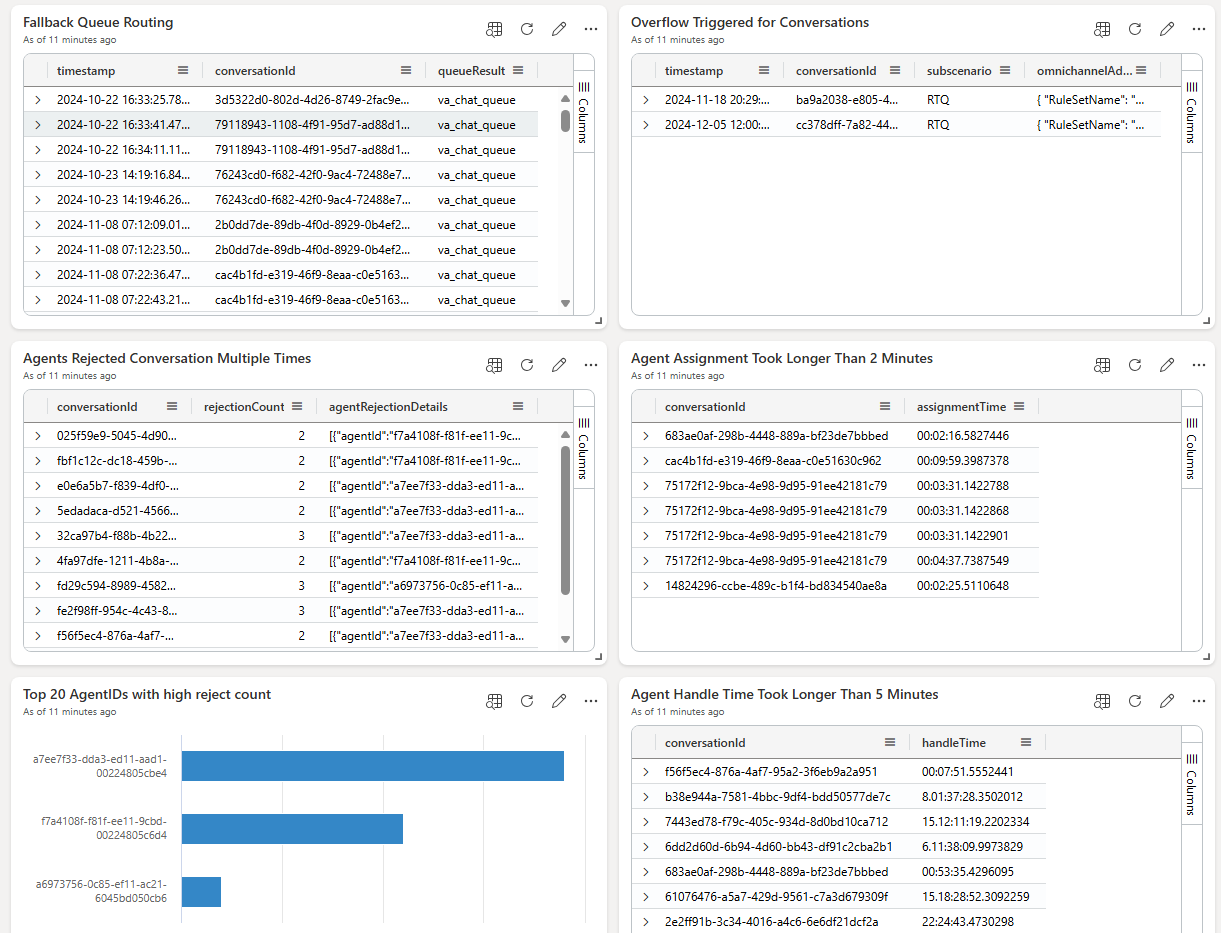 Fallback Queue Routing
As of 11 minutes ago
timestamp conversationId queueResult
2024-10-22 16:33:25.78... 3d5322d0-802d-4d26-8749-2fac9e... va_chat_queue
2024-10-22 16:33:41.47... 79118943-1108-4f91-95d7-ad88d1... va_chat_queue
2024-10-22 16:34:11.11... 79118943-1108-4f91-95d7-ad88d1... va_chat_queue
2024-10-23 14:19:16.84... 76243cd0-f682-42f0-9ac4-72488e7... va_chat_queue
2024-10-23 14:19:46.26... 76243cd0-f682-42f0-9ac4-72488e7... va_chat_queue
2024-11-08 07:12:09.01... 2b0dd7de-89db-4f0d-8929-0b4ef2... va_chat_queue
2024-11-08 07:12:23.50... 2b0dd7de-89db-4f0d-8929-0b4ef2... va_chat_queue
2024-11-08 07:22:36.47... cac4b1fd-e319-46f9-8eaa-c0e5163... va_chat_queue
2024-11-08 07:22:43.21... cac4b1fd-e319-46f9-8eaa-c0e5163... va_chat_queue
Columns
Overflow Triggered for Conversations
As of 11 minutes ago
timestamp conversationId subscenario omnichannelAd...
2024-11-18 20:29:... ba9a2038-e805-4... RTQ { "RuleSetName": "...
2024-12-05 12:00:... cc378dff-7a82-44... RTQ { "RuleSetName": "...
Columns
Agents Rejected Conversation Multiple Times
As of 11 minutes ago
conversationId rejectionCount agentRejectionDetails
025f59e9-5045-4d90... 2 [{"agentId":"f7a4108f-f81f-ee11-9c...
fbf1c12c-dc18-459b-... 2 [{"agentId":"f7a4108f-f81f-ee11-9c...
e0e6a5b7-f839-4df0-... 2 [{"agentId":"a7ee7f33-dda3-ed11-a...
5edadaca-d521-4566... 2 [{"agentId":"a7ee7f33-dda3-ed11-a...
32ca97b4-f88b-4b22... 3 [{"agentId":"a7ee7f33-dda3-ed11-a...
4fa97dfe-1211-4b8a-... 2 [{"agentId":"f7a4108f-f81f-ee11-9c...
fd29c594-8989-4582... 3 [{"agentId":"a6973756-0c85-ef11-a...
fe2f98ff-954c-4c43-8... 3 [{"agentId":"a7ee7f33-dda3-ed11-a...
f56f5ec4-876a-4af7-... 2 [{"agentId":"a7ee7f33-dda3-ed11-a...
Columns
Agent Assignment Took Longer Than 2 Minutes
As of 11 minutes ago
conversationId assignmentTime
683ae0af-298b-4448-889a-bf23de7bbbed 00:02:16.5827446
cac4b1fd-e319-46f9-8eaa-c0e51630c962 00:09:59.3987378
75172f12-9bca-4e98-9d95-91ee42181c79 00:03:31.1422788
75172f12-9bca-4e98-9d95-91ee42181c79 00:03:31.1422868
75172f12-9bca-4e98-9d95-91ee42181c79 00:03:31.1422901
75172f12-9bca-4e98-9d95-91ee42181c79 00:04:37.7387549
14824296-ccbe-489c-b1f4-bd834540ae8a 00:02:25.5110648
Columns
Top 20 AgentIDs with high reject count
As of 11 minutes ago
a7ee7f33-dda3-ed11-aad1-
00224805cbe4
f7a4108f-f81f-ee11-9cbd-
00224805c6d4
a6973756-0c85-ef11-ac21-
6045bd050cb6
Agent Handle Time Took Longer Than 5 Minutes
As of 11 minutes ago
conversationId handleTime
f56f5ec4-876a-4af7-95a2-3f6eb9a2a951 00:07:51.5552441
b38e944a-7581-4bbc-9df4-bdd50577de7c 8.01:37:28.3502012
7443ed78-f79c-405c-934d-8d0bd10ca712 15.12:11:19.2202334
6dd2d60d-6b94-4d60-bb43-df91c2cba2b1 6.11:38:09.9973829
683ae0af-298b-4448-889a-bf23de7bbbed 00:53:35.4296095
61076476-a5a7-429d-9561-c7a3d679309f 15.18:28:52.3092259
2e2ff91b-3c34-4016-a4c6-6e6df21dcf2a 22:24:43.4730298
Columns